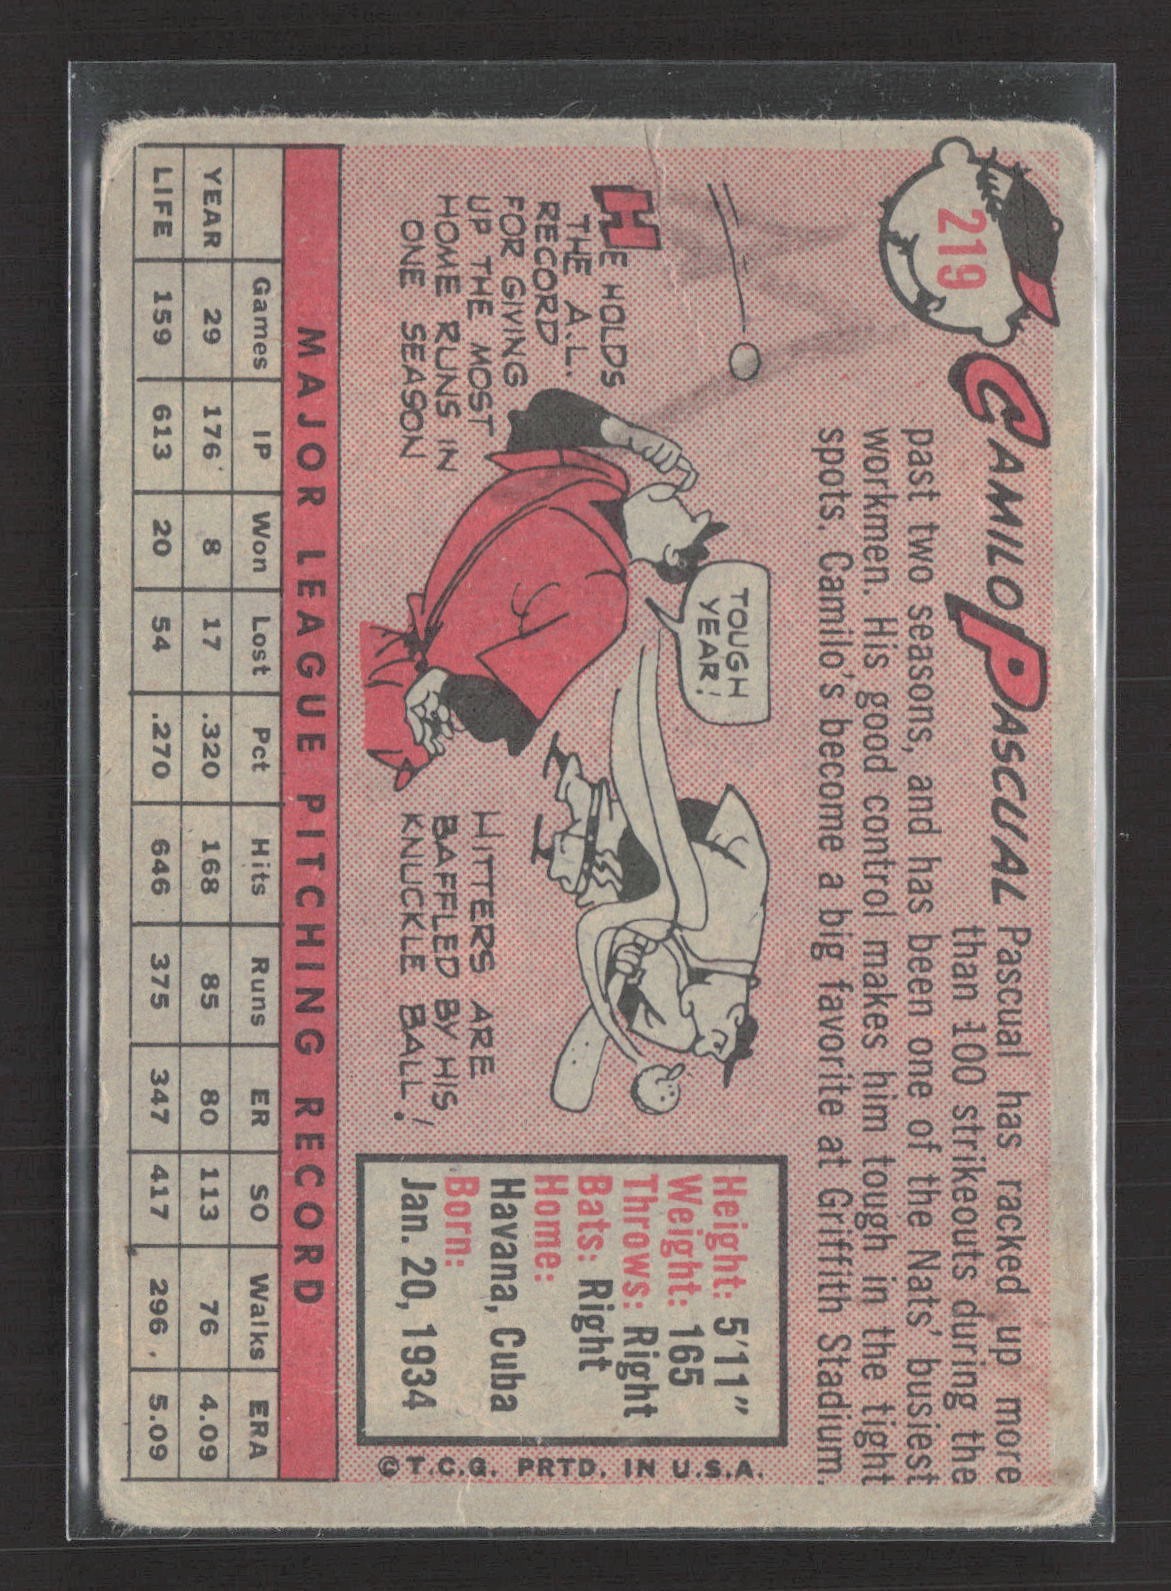 219
CAMILO PASCUAL
Pascual has racked up more
than 100 strikeouts during the
past two seasons, and has been one of the Nats' busiest
workmen. His good control makes him tough in the tight
spots. Camilo's become a big favorite at Griffith Stadium.
HE HOLDS
THE A.L.
RECORD
FOR GIVING
UP THE MOST
HOME RUNS IN
ONE SEASON
TOUGH
YEAR!
HITTERS ARE
BAFFLED BY HIS
KNUCKLE BALL!
Height: 5'11"
Weight: 165
Throws: Right
Bats: Right
Home:
Havana, Cuba
Born:
Jan. 20, 1934
©T.C.G. PRTD. IN U.S.A.
MAJOR LEAGUE PITCHING RECORD
Games IP Won Lost Pct Hits Runs ER SO Walks ERA
YEAR 29 176 8 17 .320 168 85 80 113 76 4.09
LIFE 159 613 20 54 .270 646 375 347 417 296 5.09